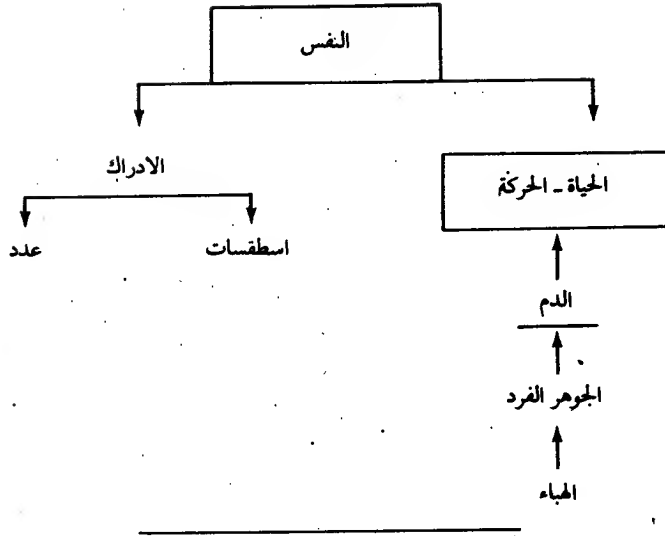 النفس
الادراك
الحياة - الحركة
اسطقسات
عدد
الدم
الجوهر الفرد
الهباء